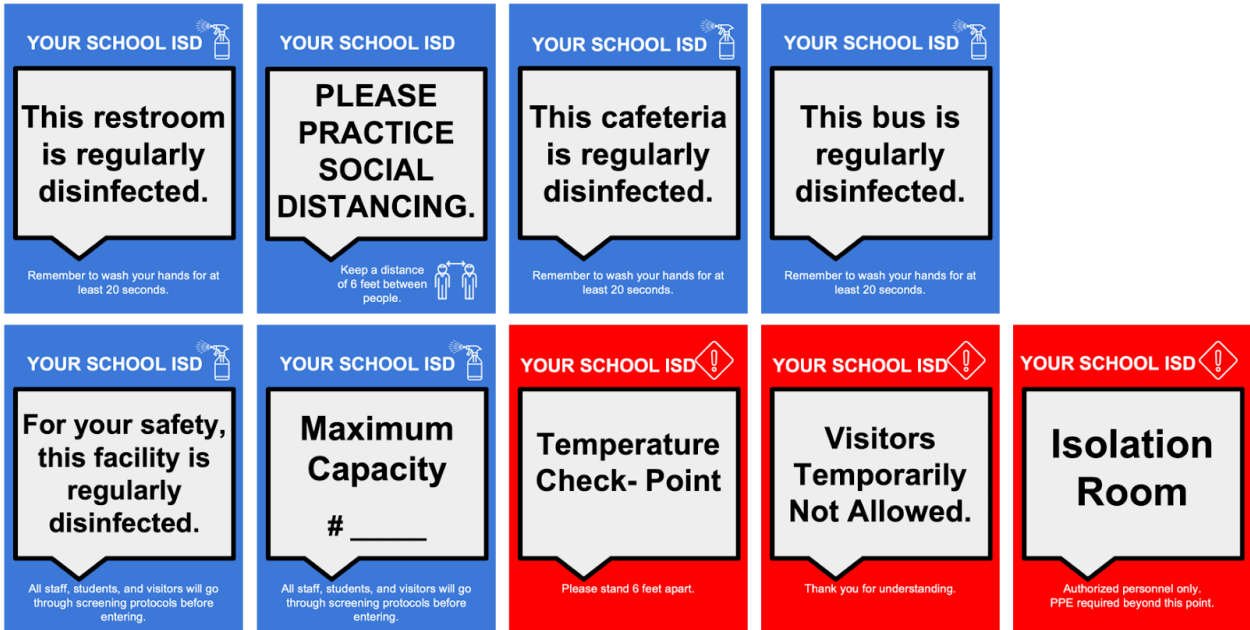 YOUR SCHOOL ISD
This restroom
is regularly
disinfected.
Remember to wash your hands for at
least 20 seconds.
YOUR SCHOOL ISD
PLEASE
PRACTICE
SOCIAL
DISTANCING.
Keep a distance
of 6 feet between
people.
YOUR SCHOOL ISD
This cafeteria
is regularly
disinfected.
Remember to wash your hands for at
least 20 seconds.
YOUR SCHOOL ISD
This bus is
regularly
disinfected.
Remember to wash your hands for at
least 20 seconds.
YOUR SCHOOL ISD
For your safety,
this facility is
regularly
disinfected.
All staff, students, and visitors will go
through screening protocols before
entering.
YOUR SCHOOL ISD
Maximum
Capacity
# _____
All staff, students, and visitors will go
through screening protocols before
entering.
YOUR SCHOOL ISD
Temperature
Check- Point
Please stand 6 feet apart.
YOUR SCHOOL ISD
Visitors
Temporarily
Not Allowed.
Thank you for understanding.
YOUR SCHOOL ISD
Isolation
Room
Authorized personnel only.
PPE required beyond this point.